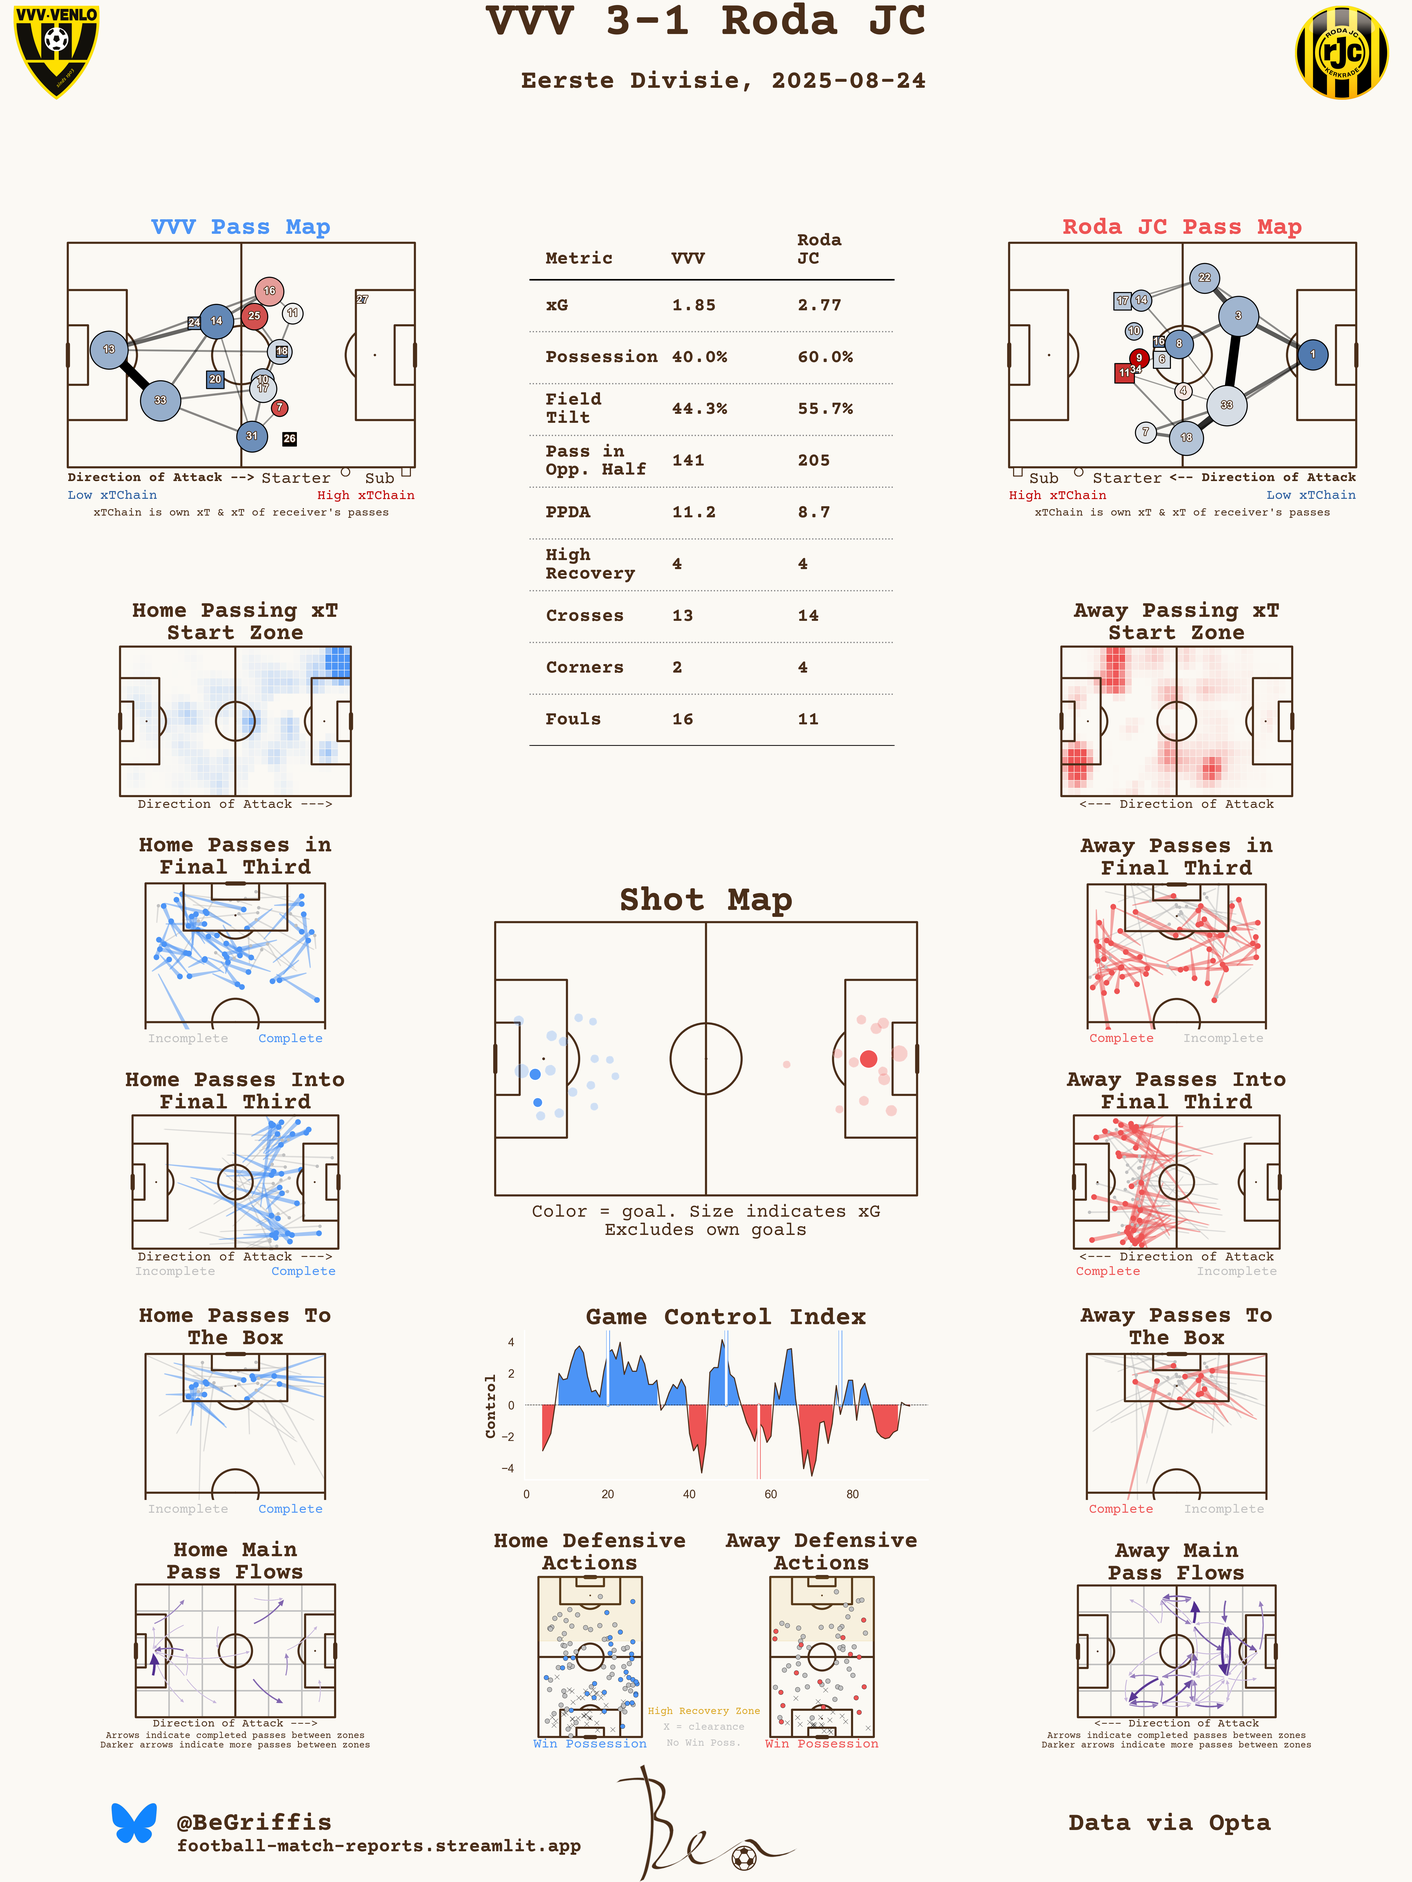 VVV 3-1 Roda JC
Eerste Divisie, 2025-08-24
VVV-VENLO
RODA JC
rJC
KERKRADE
VVV Pass Map
16
27
11
24
14
25
13
18
20
10
17
33
7
31
26
Direction of Attack --> Starter Sub
Low xTChain High xTChain
xTChain is own xT & xT of receiver's passes
Metric VVV Roda JC
xG 1.85 2.77
Possession 40.0% 60.0%
Field Tilt 44.3% 55.7%
Pass in Opp. Half 141 205
PPDA 11.2 8.7
High Recovery 4 4
Crosses 13 14
Corners 2 4
Fouls 16 11
Roda JC Pass Map
22
17
14
3
10
16
8
1
9
6
34
11
4
33
7
18
Sub Starter <-- Direction of Attack
High xTChain Low xTChain
xTChain is own xT & xT of receiver's passes
Home Passing xT
Start Zone
Direction of Attack --->
Away Passing xT
Start Zone
<--- Direction of Attack
Home Passes in
Final Third
Incomplete Complete
Away Passes in
Final Third
Complete Incomplete
Shot Map
Color = goal. Size indicates xG
Excludes own goals
Home Passes Into
Final Third
Direction of Attack --->
Incomplete Complete
Away Passes Into
Final Third
<--- Direction of Attack
Complete Incomplete
Home Passes To
The Box
Incomplete Complete
Game Control Index
Control
4
2
0
−2
−4
0 20 40 60 80
Away Passes To
The Box
Complete Incomplete
Home Main
Pass Flows
Direction of Attack --->
Arrows indicate completed passes between zones
Darker arrows indicate more passes between zones
Home Defensive
Actions
Win Possession
High Recovery Zone
X = clearance
No Win Poss.
Away Defensive
Actions
Win Possession
Away Main
Pass Flows
<--- Direction of Attack
Arrows indicate completed passes between zones
Darker arrows indicate more passes between zones
@BeGriffis
football-match-reports.streamlit.app
Ben
Data via Opta